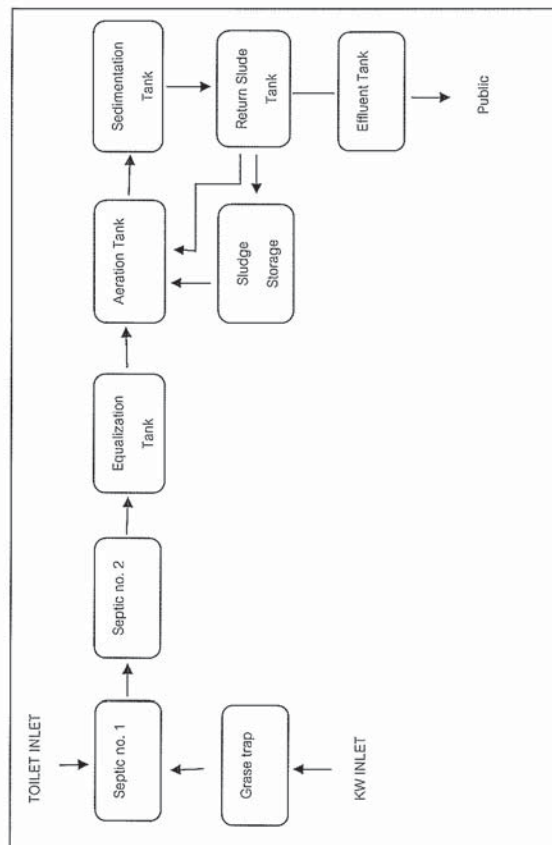 TOILET INLET
Septic no. 1
Grase trap
KW INLET
Septic no. 2
Equalization
Tank
Aeration Tank
Sludge
Storage
Sedimentation
Tank
Return Slude
Tank
Effluent Tank
Public